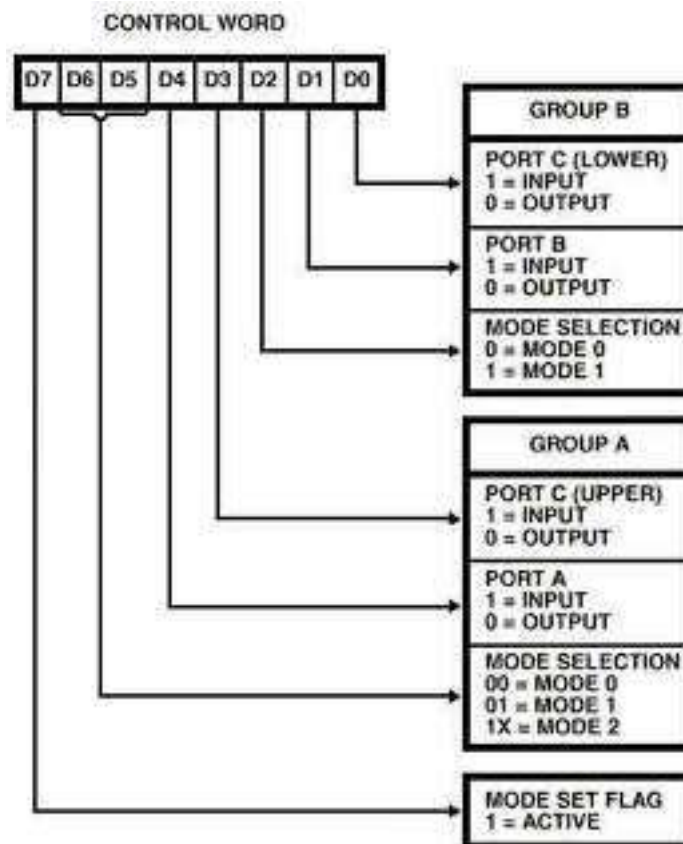 CONTROL WORD
D7 D6 D5 D4 D3 D2 D1 D0
GROUP B
PORT C (LOWER)
1 = INPUT
0 = OUTPUT
PORT B
1 = INPUT
0 = OUTPUT
MODE SELECTION
0 = MODE 0
1 = MODE 1
GROUP A
PORT C (UPPER)
1 = INPUT
0 = OUTPUT
PORT A
1 = INPUT
0 = OUTPUT
MODE SELECTION
00 = MODE 0
01 = MODE 1
1X = MODE 2
MODE SET FLAG
1 = ACTIVE